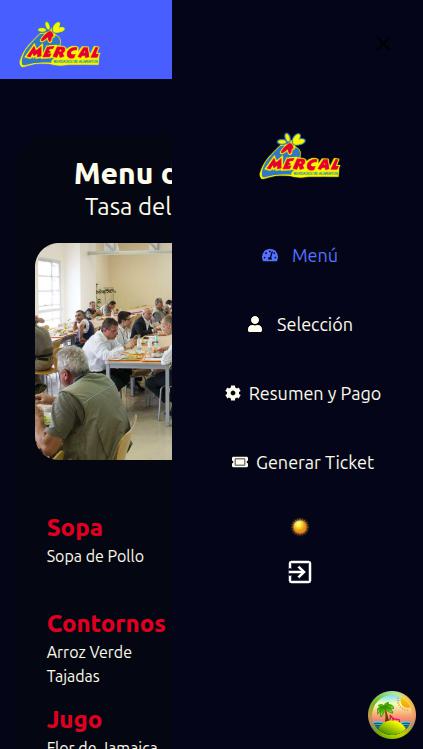 MERCAL
Menu
Tasa del
Sopa
Sopa de Pollo
Contornos
Arroz Verde
Tajadas
Jugo
Flor de Jamaica
MERCAL
Menú
Selección
Resumen y Pago
Generar Ticket